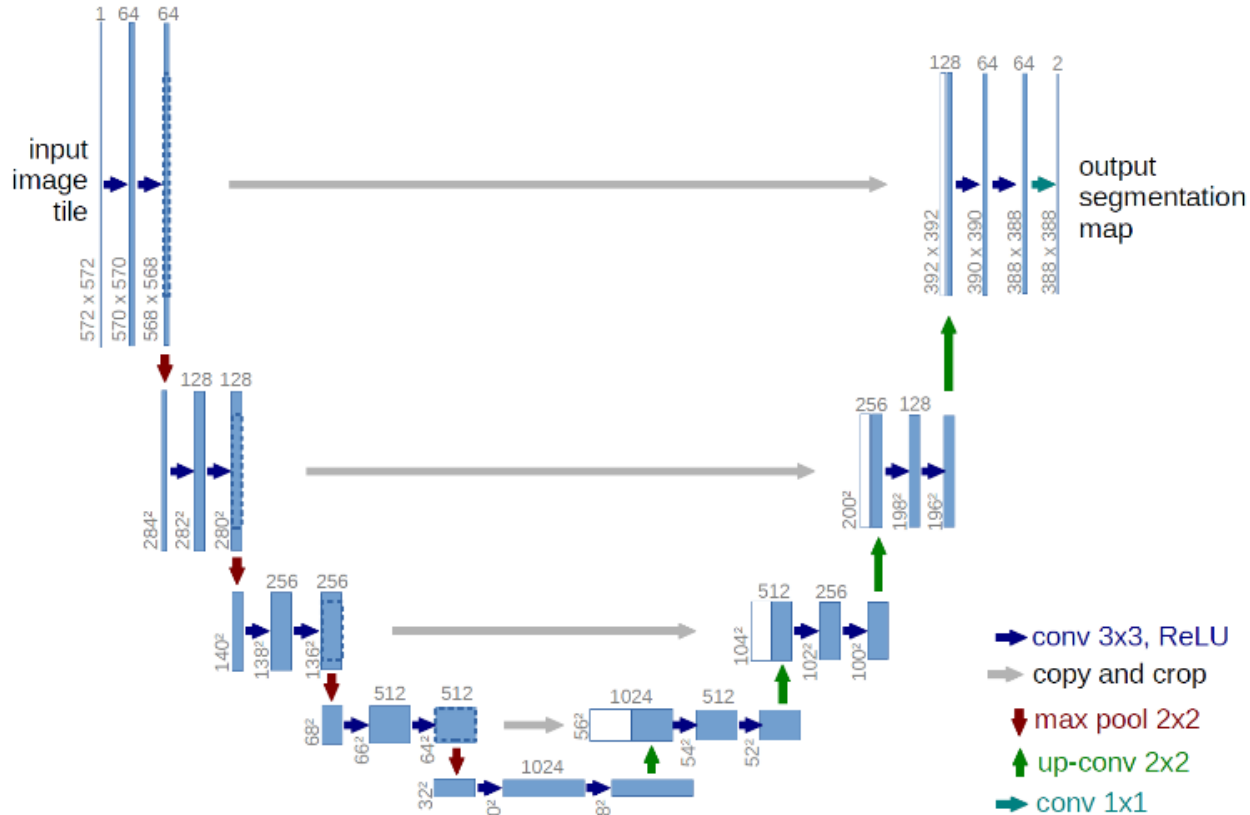 1 64 64
input
image
tile
572 x 572
570 x 570
568 x 568
128 64 64 2
output
segmentation
map
392 x 392
390 x 390
388 x 388
388 x 388
128 128
284²
282²
280²
256 128
200²
198²
196²
256 256
140²
138²
136²
512 256
104²
102²
100²
512 512
68²
66²
64²
1024 512
56²
54²
52²
1024
32²
0²
8²
conv 3x3, ReLU
copy and crop
max pool 2x2
up-conv 2x2
conv 1x1